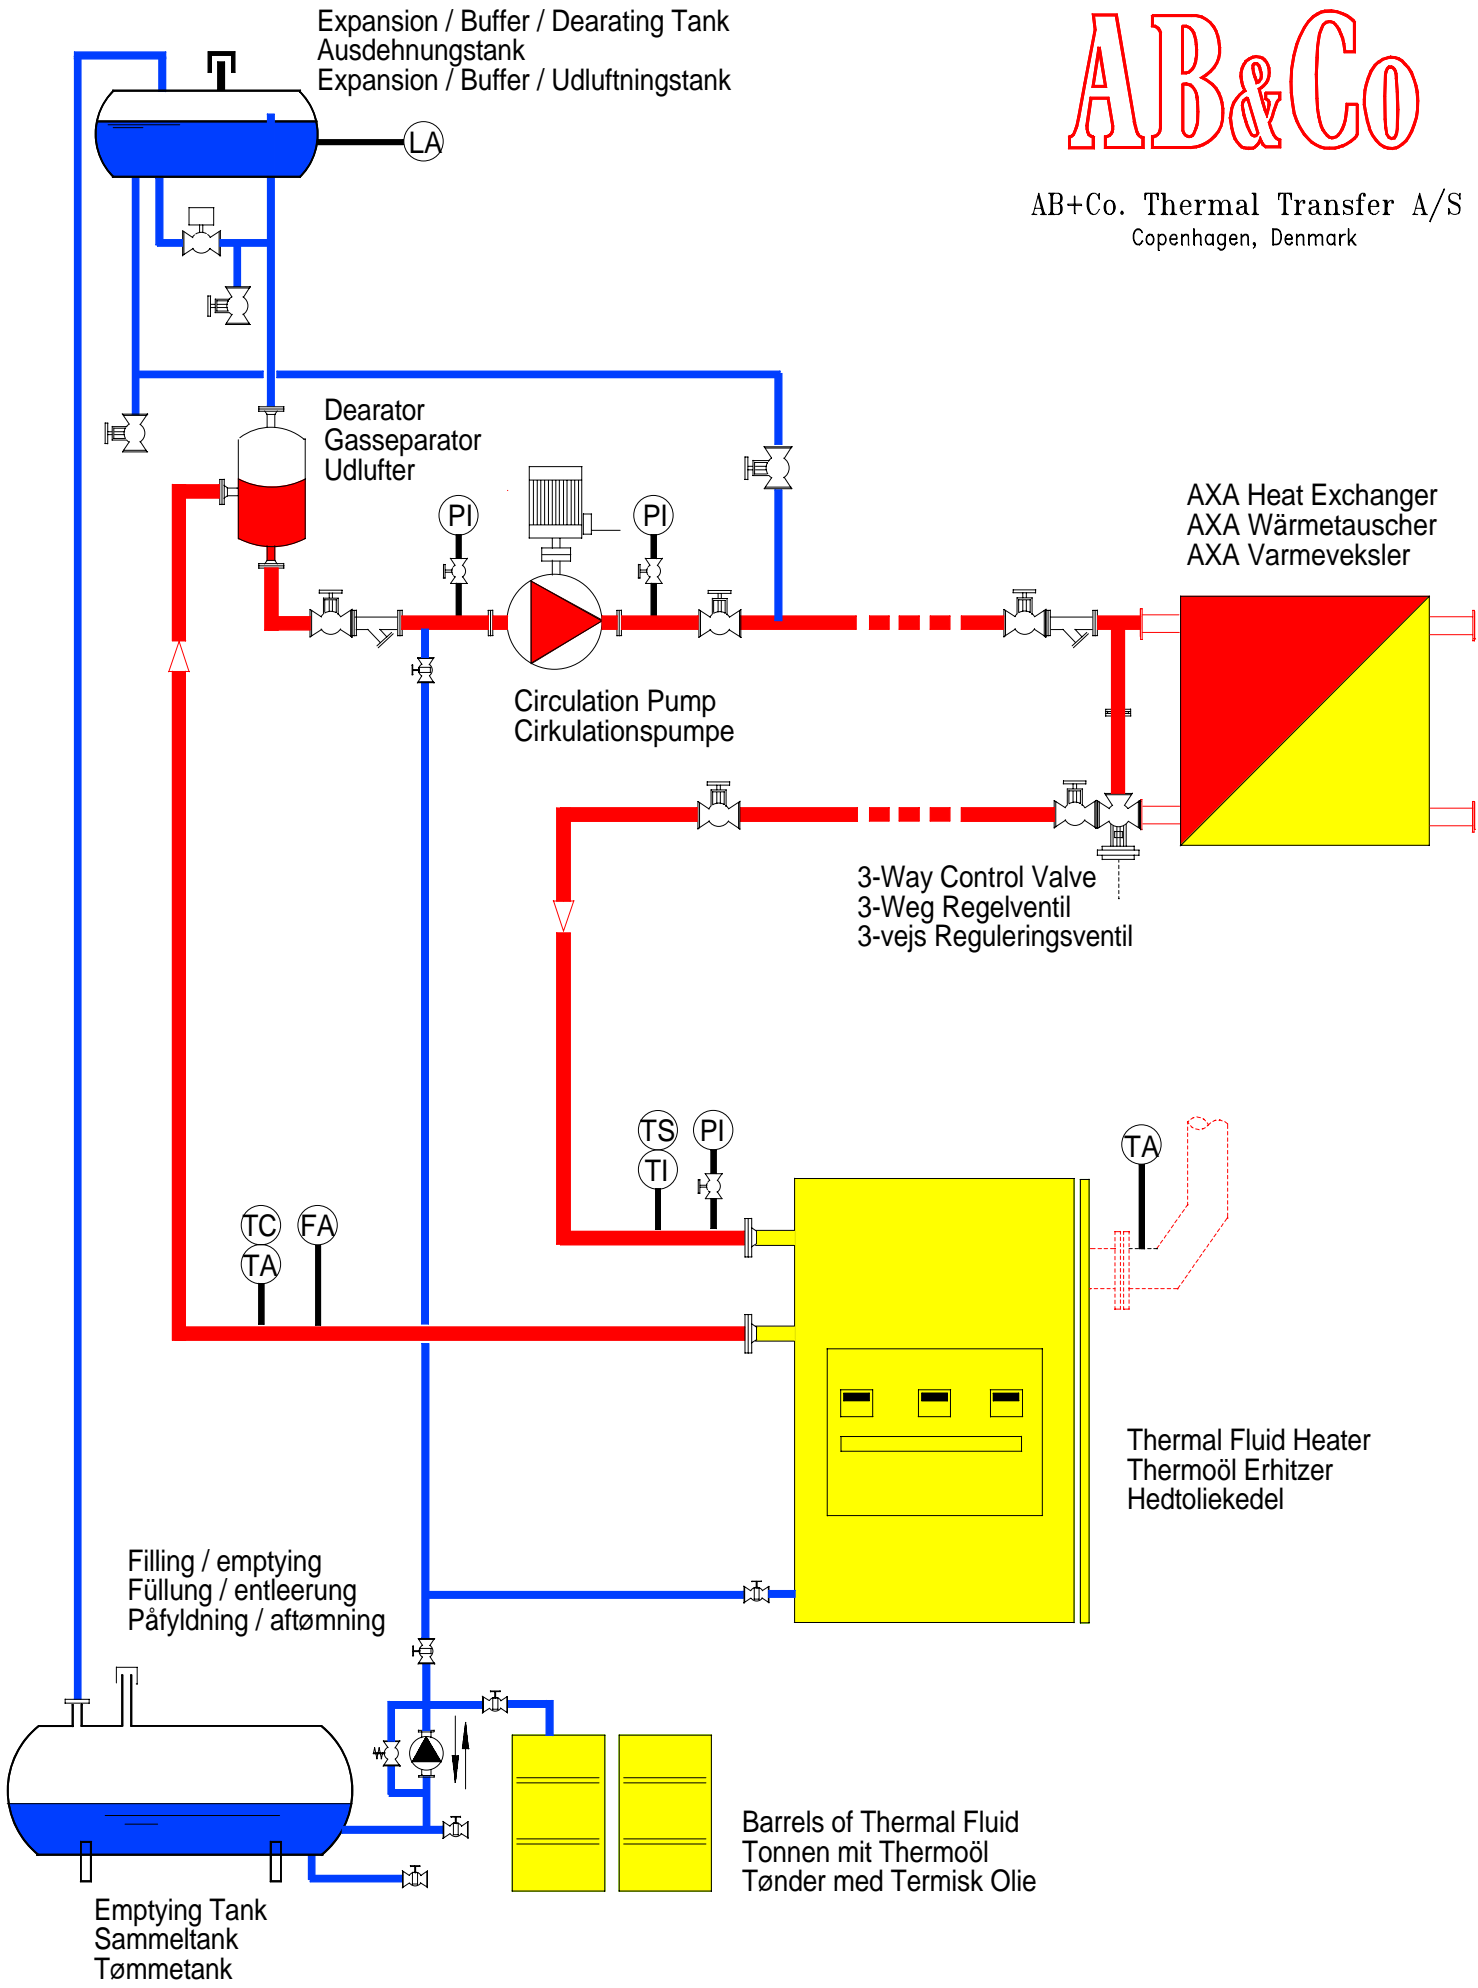 Expansion / Buffer / Dearating Tank
Ausdehnungstank
Expansion / Buffer / Udluftningstank
AB&Co
AB+Co. Thermal Transfer A/S
Copenhagen, Denmark
LA
Dearator
Gasseparator
Udlufter
PI
PI
AXA Heat Exchanger
AXA Wärmetauscher
AXA Varmeveksler
Circulation Pump
Cirkulationspumpe
3-Way Control Valve
3-Weg Regelventil
3-vejs Reguleringsventil
TS
TI
PI
TA
TC
TA
FA
Thermal Fluid Heater
Thermoöl Erhitzer
Hedtoliekedel
Filling / emptying
Füllung / entleerung
Påfyldning / aftømning
Barrels of Thermal Fluid
Tonnen mit Thermoöl
Tønder med Termisk Olie
Emptying Tank
Sammeltank
Tømmetank